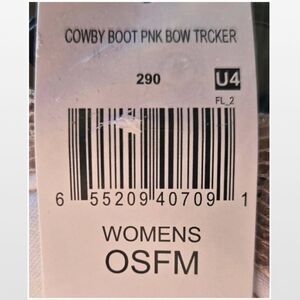 COWBY BOOT PNK BOW TRCKER
290
U4
FL_2
6 55209 40709 1
WOMENS
OSFM